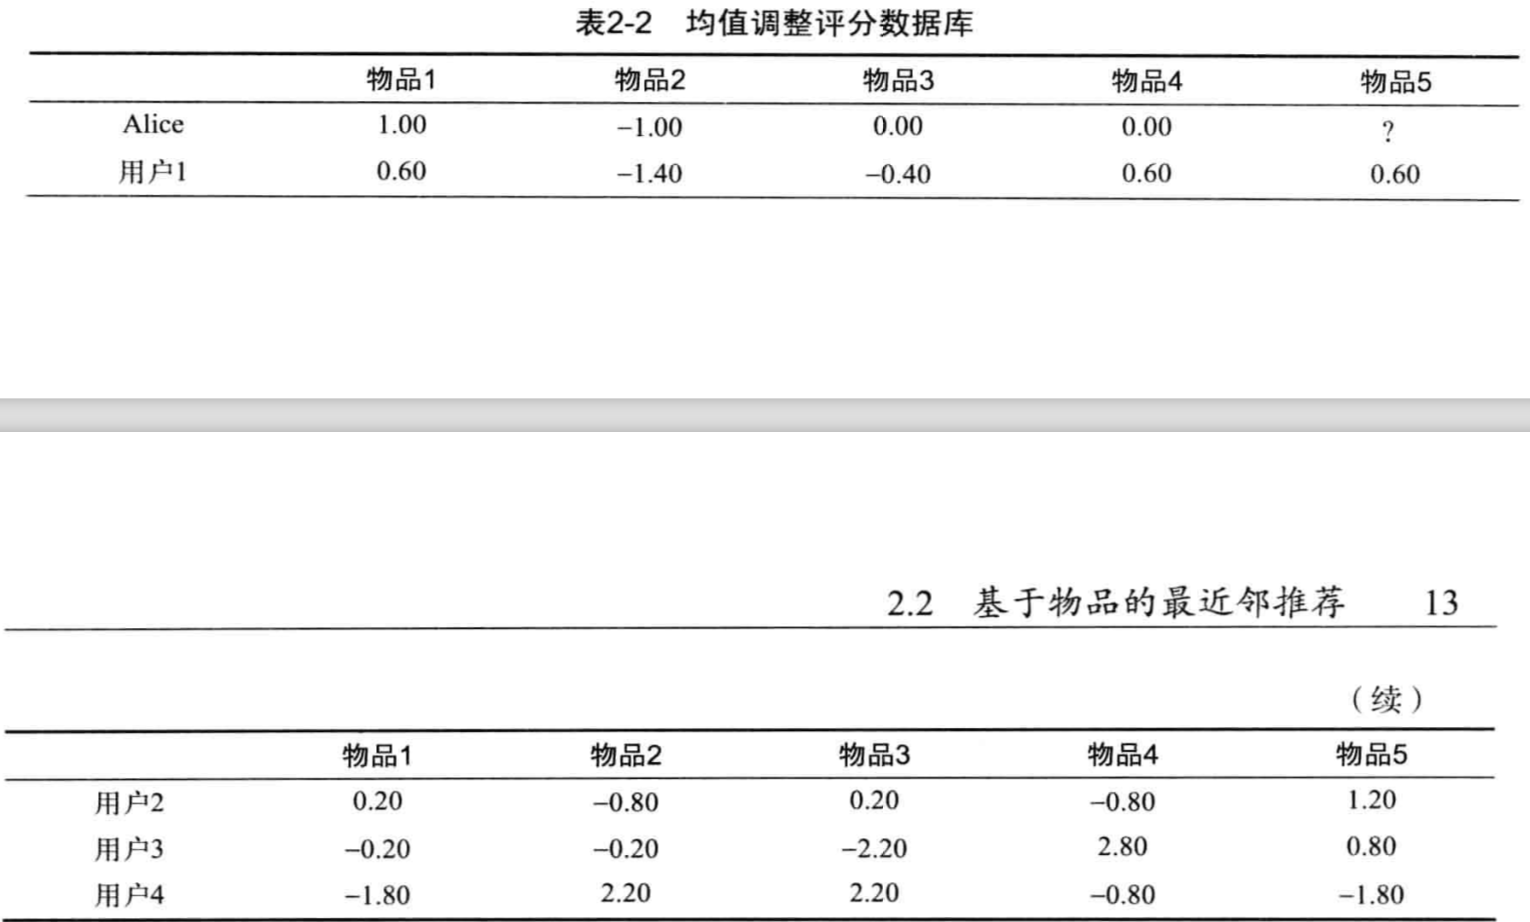 表2-2 均值调整评分数据库
物品1 物品2 物品3 物品4 物品5
Alice 1.00 –1.00 0.00 0.00 ?
用户1 0.60 –1.40 –0.40 0.60 0.60
2.2 基于物品的最近邻推荐 13
（续）
物品1 物品2 物品3 物品4 物品5
用户2 0.20 –0.80 0.20 –0.80 1.20
用户3 –0.20 –0.20 –2.20 2.80 0.80
用户4 –1.80 2.20 2.20 –0.80 –1.80